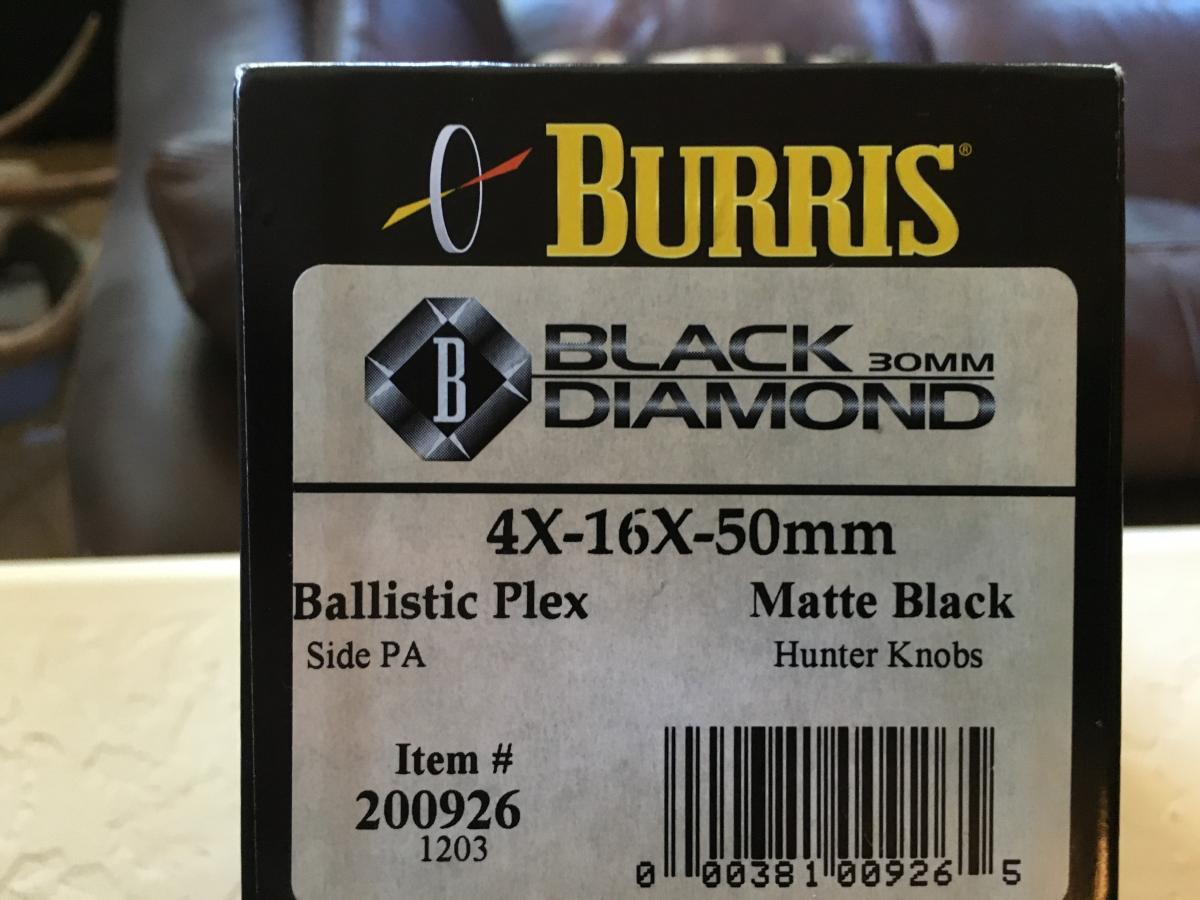 BURRIS®
B
BLACK 30MM
DIAMOND
4X-16X-50mm
Ballistic Plex Matte Black
Side PA Hunter Knobs
Item #
200926
1203
0 00381 00926 5